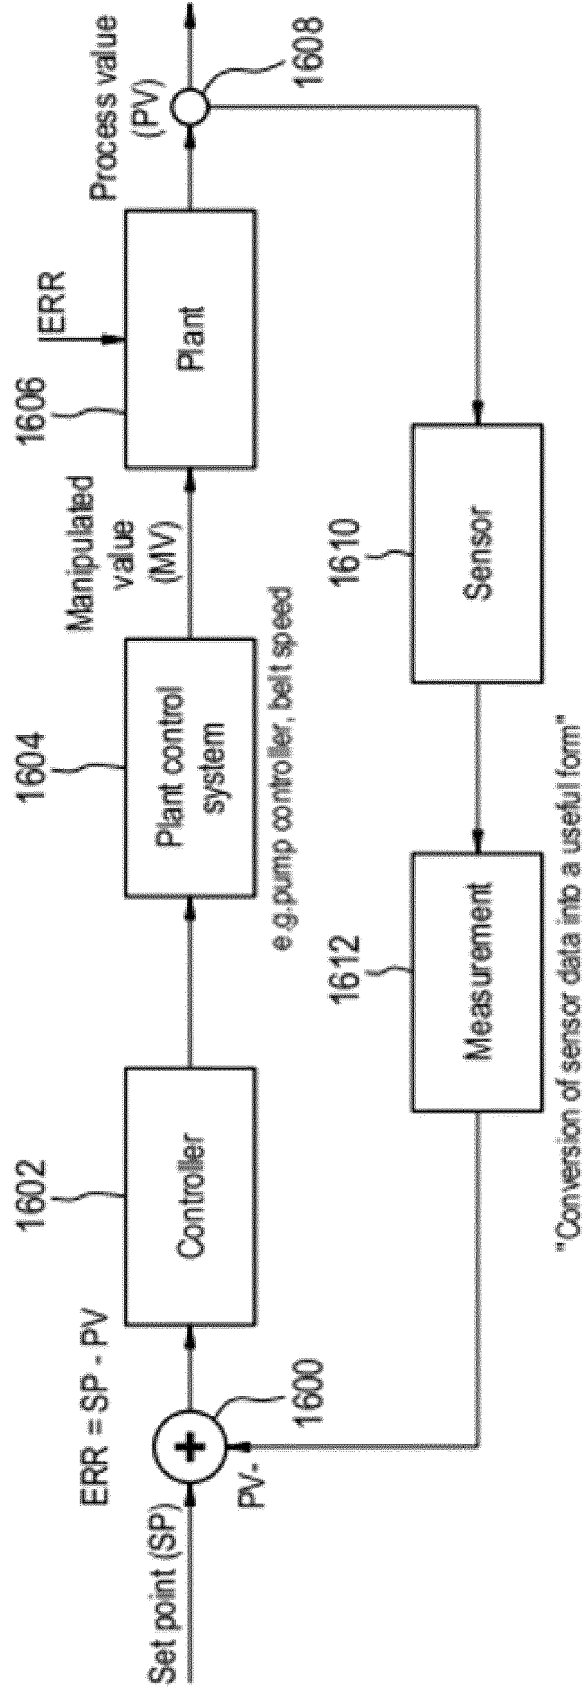 Set point (SP)
ERR = SP - PV
+
PV-
1600
1602
Controller
1604
Plant control
system
e.g.pump controller, belt speed
Manipulated
value
(MV)
1606
ERR
Plant
Process value
(PV)
1608
1610
Sensor
1612
Measurement
"Conversion of sensor data into a useful form"